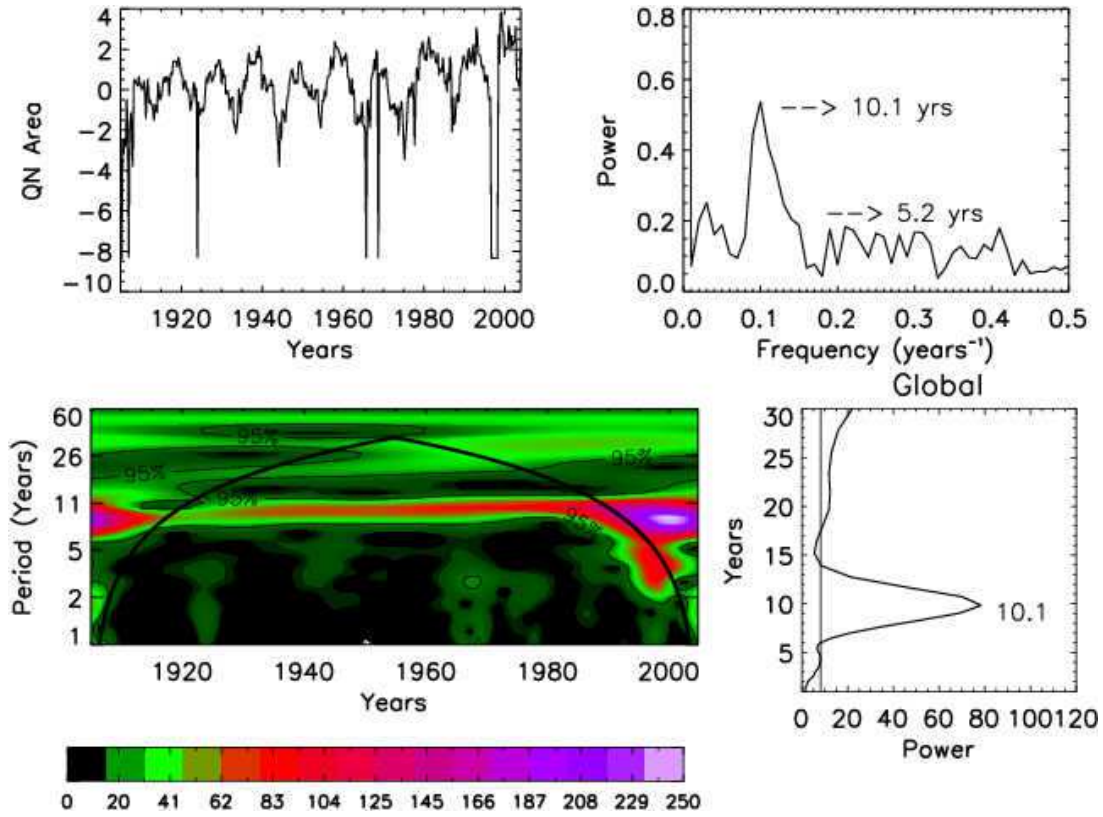 4
2
0
−2
−4
−6
−8
−10
QN Area
1920 1940 1960 1980 2000
Years
0.8
0.6
0.4
0.2
0.0
Power
−−> 10.1 yrs
−−> 5.2 yrs
0.0 0.1 0.2 0.3 0.4 0.5
Frequency (years⁻¹)
60
26
11
5
2
1
Period (Years)
95%
95%
95%
95%
95%
1920 1940 1960 1980 2000
Years
Global
30
25
20
15
10
5
Years
10.1
0 20 40 60 80 100 120
Power
0 20 41 62 83 104 125 145 166 187 208 229 250